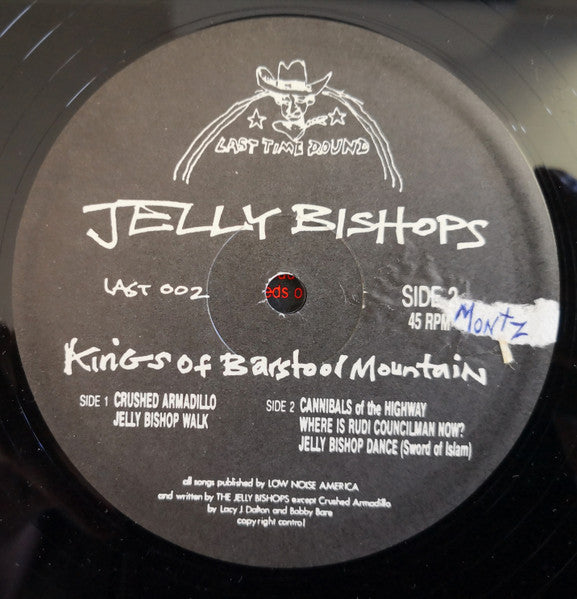 LAST TIME ROUND
JELLY BISHOPS
LAST 002
eds o
SIDE 2
45 RPM
MONTZ
Kings of Barstool Mountain
SIDE 1 CRUSHED ARMADILLO
JELLY BISHOP WALK
SIDE 2 CANNIBALS of the HIGHWAY
WHERE IS RUDI COUNCILMAN NOW?
JELLY BISHOP DANCE (Sword of Islam)
all songs published by LOW NOISE AMERICA
and written by THE JELLY BISHOPS except Crushed Armadillo
by Lacy J. Dalton and Bobby Bare
copyright control